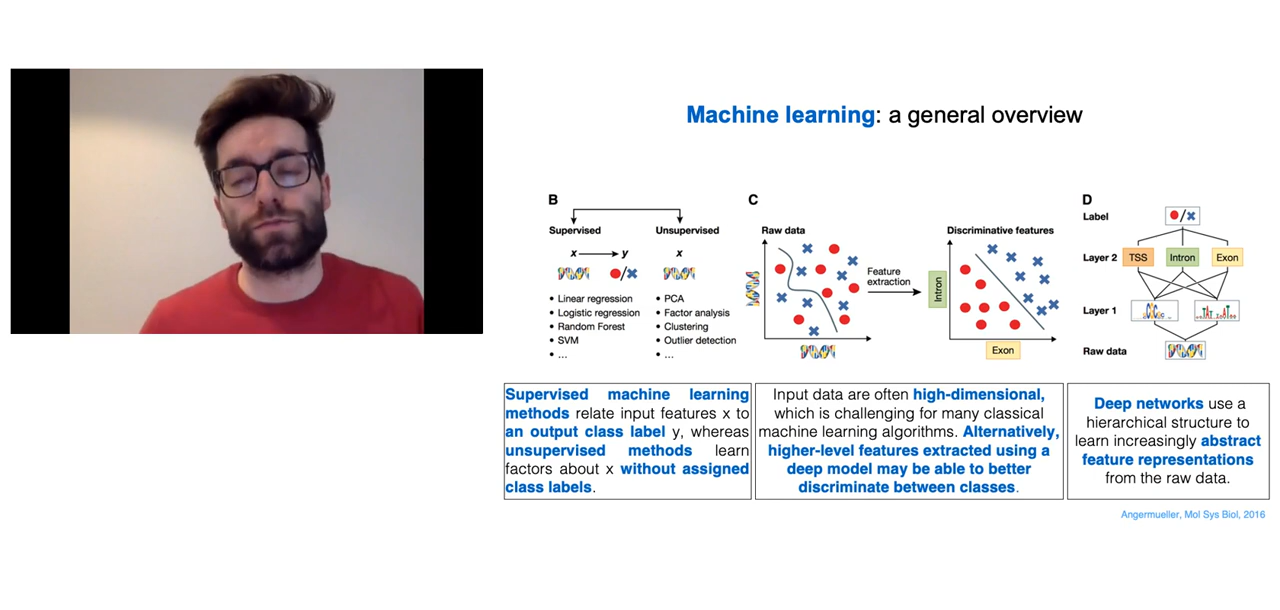 Machine learning: a general overview
B
Supervised
Unsupervised
x
y
x
/
• Linear regression
• Logistic regression
• Random Forest
• SVM
• ...
• PCA
• Factor analysis
• Clustering
• Outlier detection
• ...
C
Raw data
Feature
extraction
Discriminative features
Intron
Exon
D
Label
/
Layer 2
TSS
Intron
Exon
Layer 1
Raw data
Supervised machine learning
methods relate input features x to
an output class label y, whereas
unsupervised methods learn
factors about x without assigned
class labels.
Input data are often high-dimensional,
which is challenging for many classical
machine learning algorithms. Alternatively,
higher-level features extracted using a
deep model may be able to better
discriminate between classes.
Deep networks use a
hierarchical structure to
learn increasingly abstract
feature representations
from the raw data.
Angermueller, Mol Sys Biol, 2016